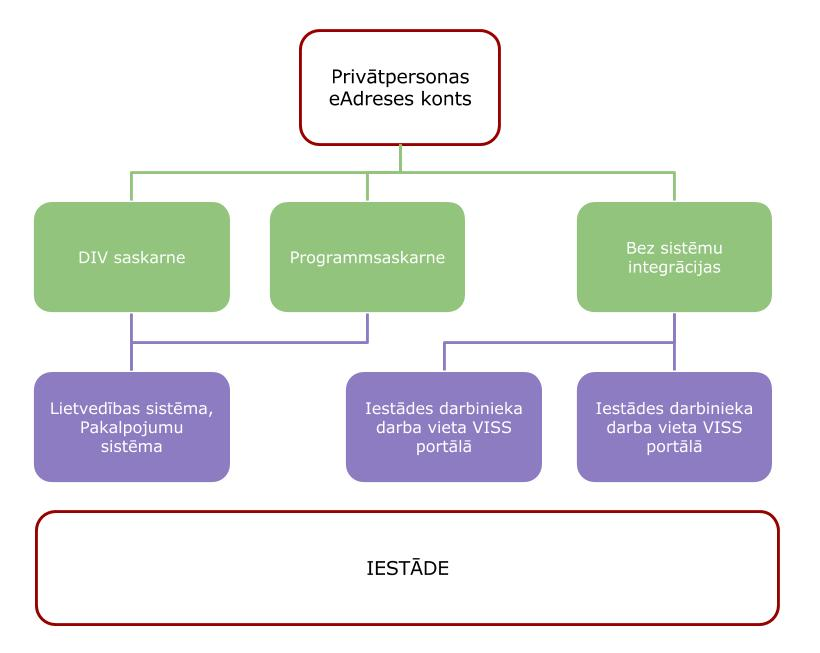 Privātpersonas
eAdreses konts
DIV saskarne
Programmsaskarne
Bez sistēmu
integrācijas
Lietvedības sistēma,
Pakalpojumu
sistēma
Iestādes darbinieka
darba vieta VISS
portālā
Iestādes darbinieka
darba vieta VISS
portālā
IESTĀDE